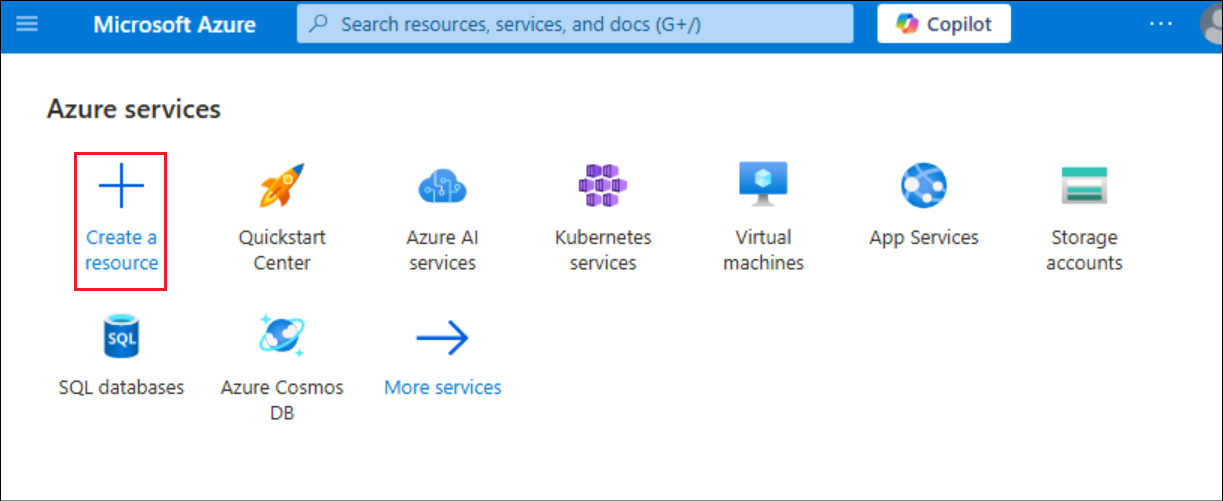 Microsoft Azure
Search resources, services, and docs (G+/)
Copilot
...
Azure services
Create a
resource
Quickstart
Center
Azure AI
services
Kubernetes
services
Virtual
machines
App Services
Storage
accounts
SQL
SQL databases
Azure Cosmos
DB
More services